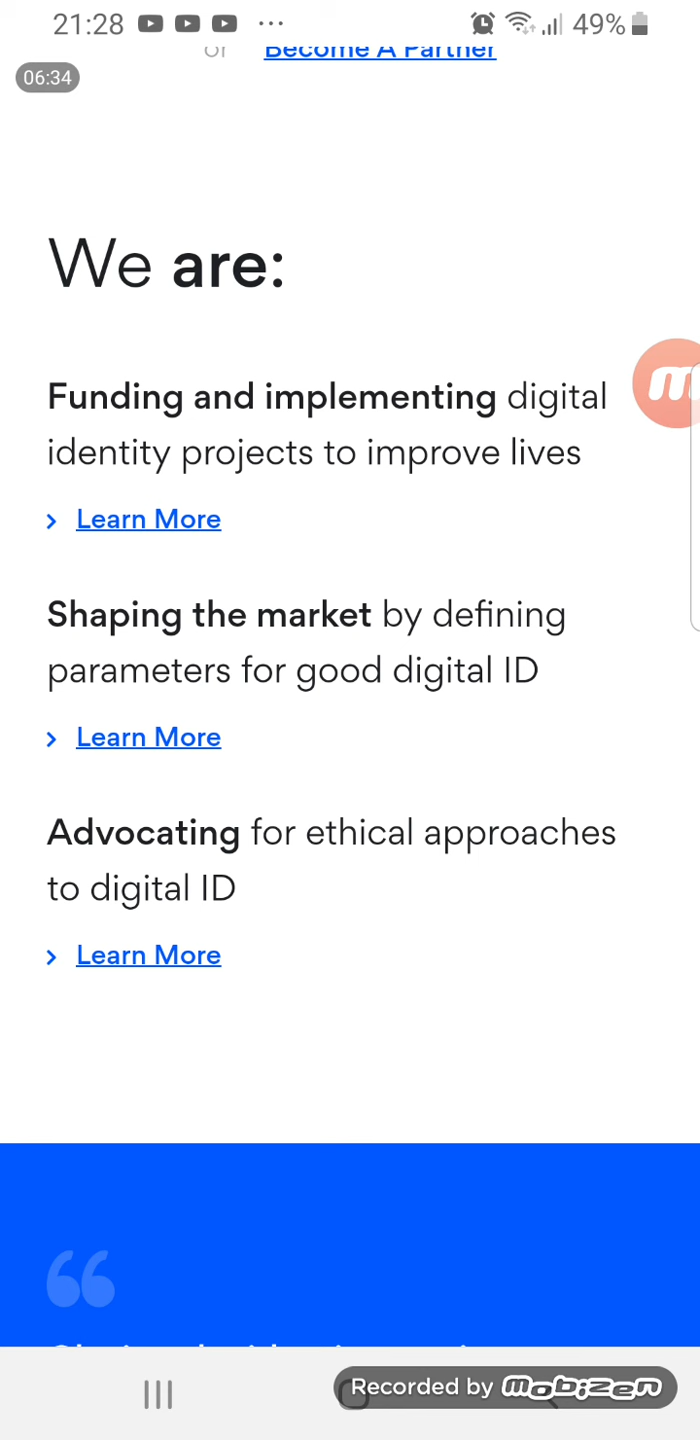 21:28 49%
or Become A Partner
06:34
We are:
Funding and implementing digital
identity projects to improve lives
Learn More
Shaping the market by defining
parameters for good digital ID
Learn More
Advocating for ethical approaches
to digital ID
Learn More
Recorded by mobizen